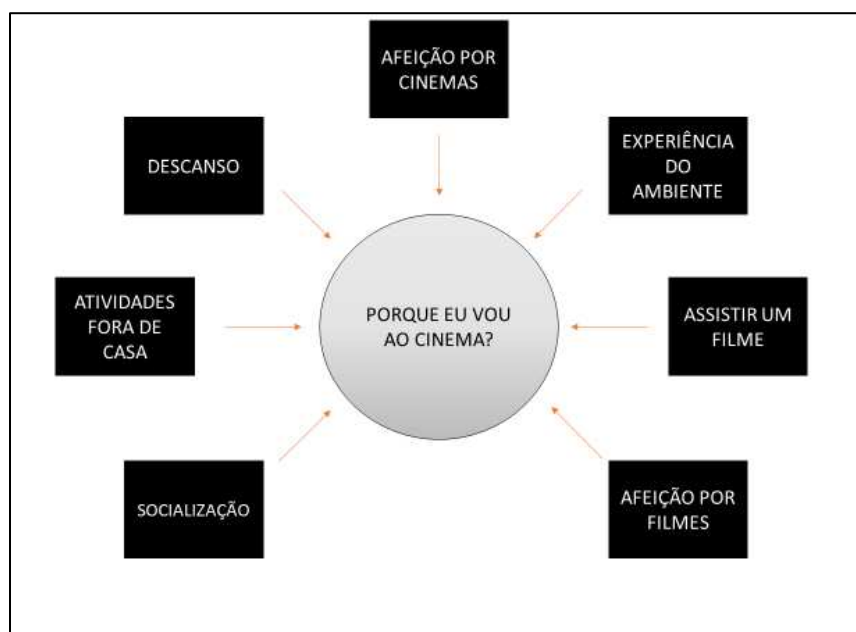 AFEIÇÃO POR
CINEMAS
DESCANSO
EXPERIÊNCIA
DO
AMBIENTE
ATIVIDADES
FORA DE
CASA
PORQUE EU VOU
AO CINEMA?
ASSISTIR UM
FILME
SOCIALIZAÇÃO
AFEIÇÃO POR
FILMES